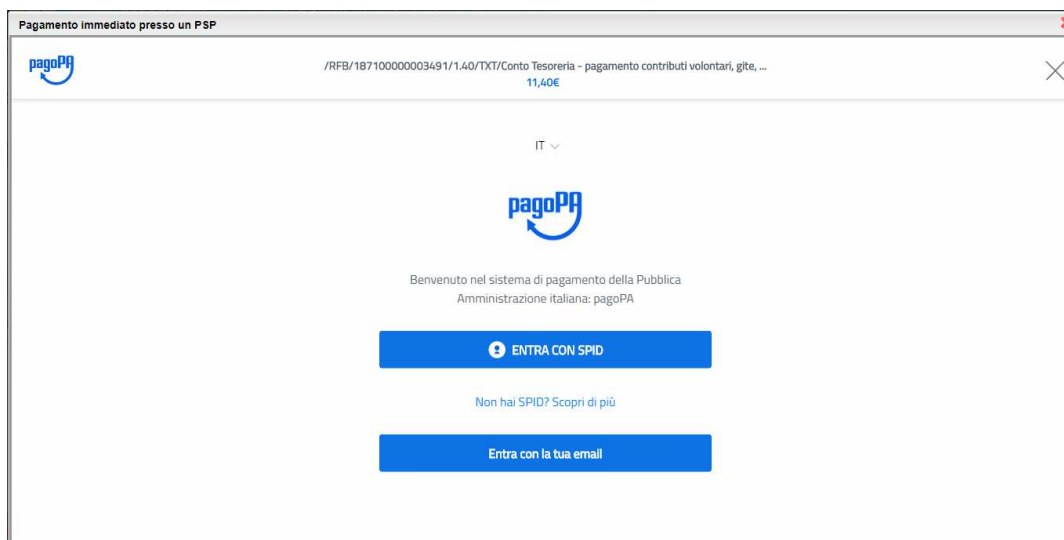 Pagamento immediato presso un PSP
pagoPA
/RFB/187100000003491/1.40/TXT/Conto Tesoreria - pagamento contributi volontari, gite, ...
11,40€
IT
pagoPA
Benvenuto nel sistema di pagamento della Pubblica
Amministrazione italiana: pagoPA
ENTRA CON SPID
Non hai SPID? Scopri di più
Entra con la tua email